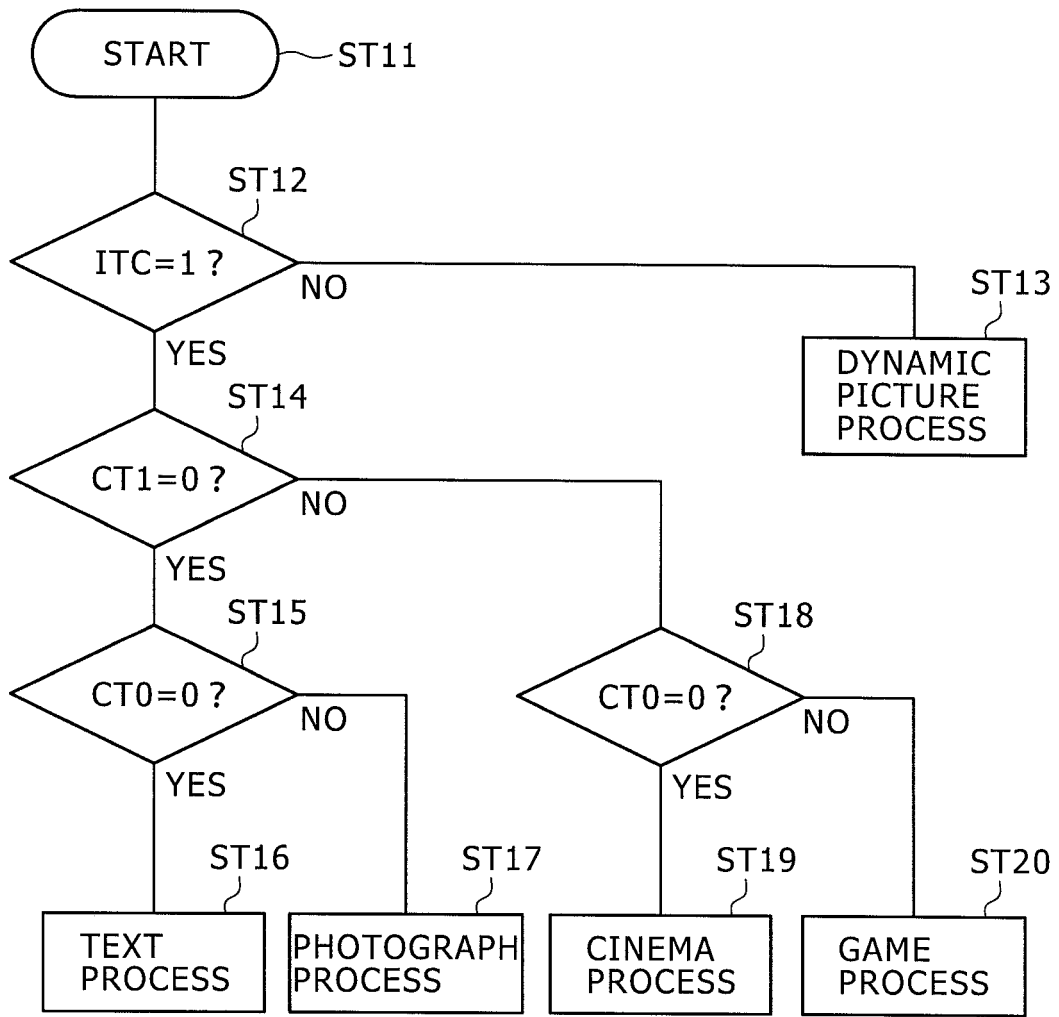 START
ST11
ST12
ITC=1 ?
NO
ST13
YES
DYNAMIC
PICTURE
PROCESS
ST14
CT1=0 ?
NO
YES
ST15
ST18
CT0=0 ?
NO
CT0=0 ?
NO
YES
YES
ST16
ST17
ST19
ST20
TEXT
PROCESS
PHOTOGRAPH
PROCESS
CINEMA
PROCESS
GAME
PROCESS